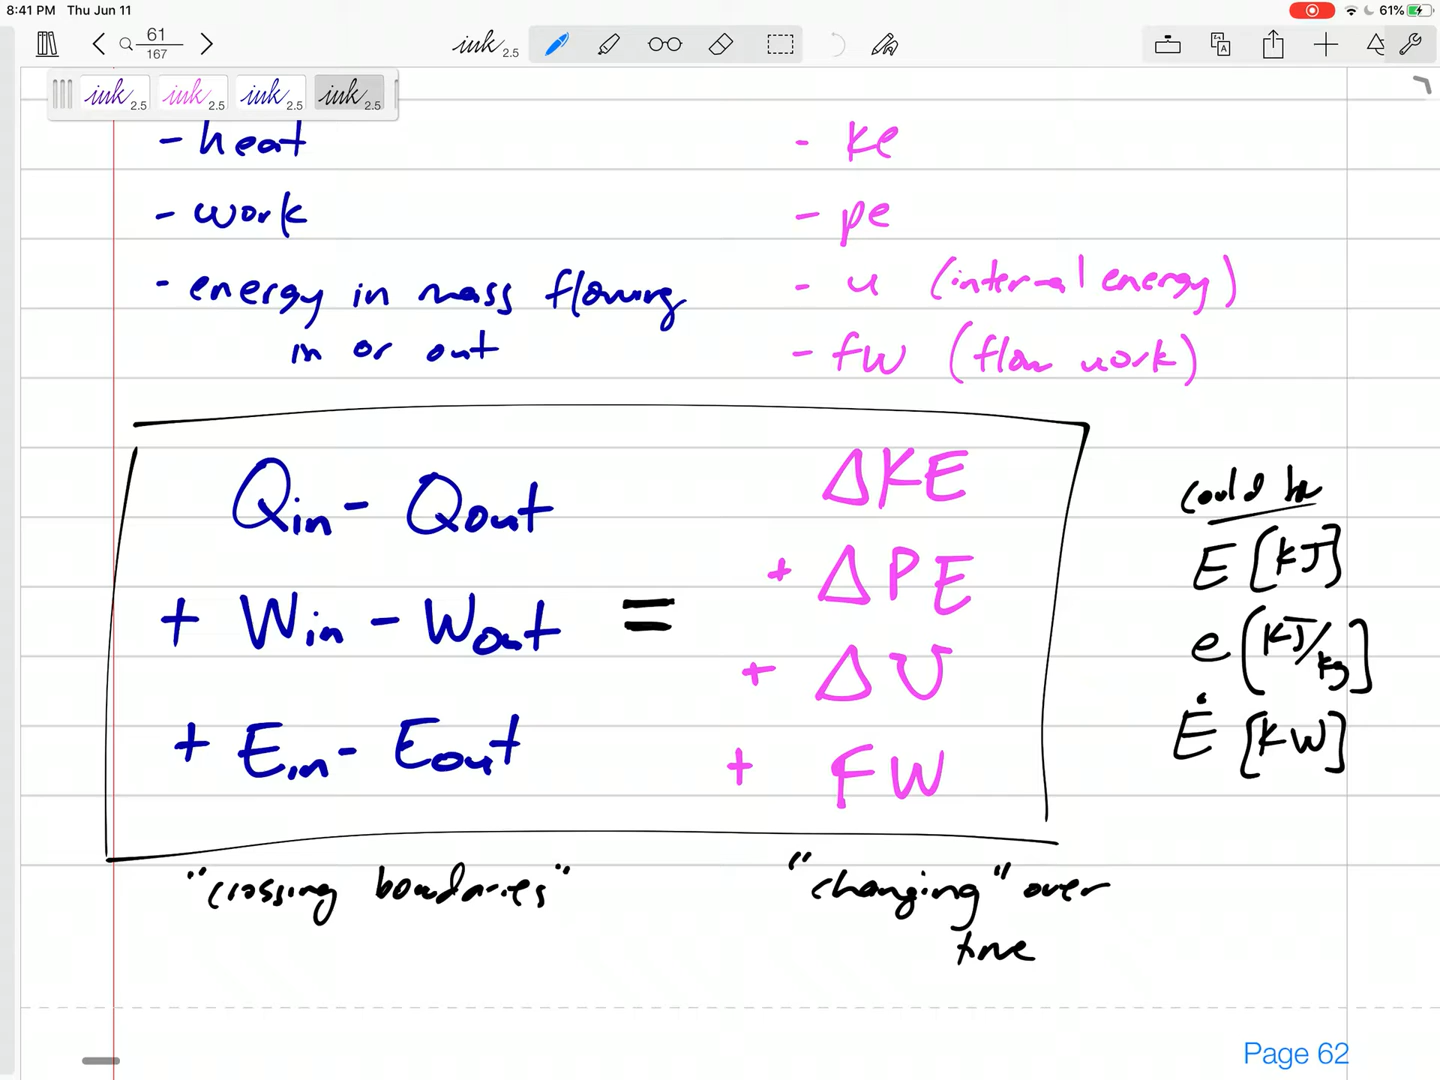 8:41 PM Thu Jun 11
61%
61
167
ink 2.5
ink 2.5
ink 2.5
ink 2.5
ink 2.5
- heat
- work
- energy in mass flowing
in or out
- ke
- pe
- u (internal energy)
- fw (flow work)
Qin - Qout
+ Win - Wout
+ Ein - Eout
=
ΔKE
+ ΔPE
+ ΔU
+ FW
could be
E [kJ]
e [kJ/kg]
Ė [kW]
"crossing boundaries"
"changing" over
time
Page 62